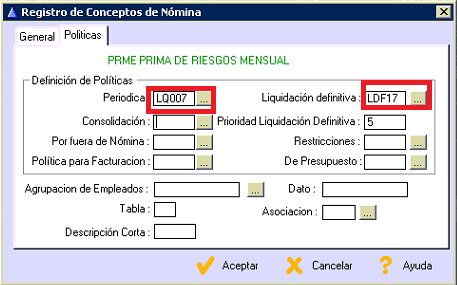 Registro de Conceptos de Nómina
General Politicas
PRME PRIMA DE RIESGOS MENSUAL
Definición de Políticas
Periodica LQ007 ... Liquidación definitiva : LDF17 ...
Consolidación : ... Prioridad Liquidación Definitiva : 5
Por fuera de Nómina : ... Restricciones : ...
Política para Facturacion : ... De Presupuesto : ...
Agrupacion de Empleados : ... Dato :
Tabla : Asociacion : ...
Descripción Corta :
Aceptar Cancelar ? Ayuda